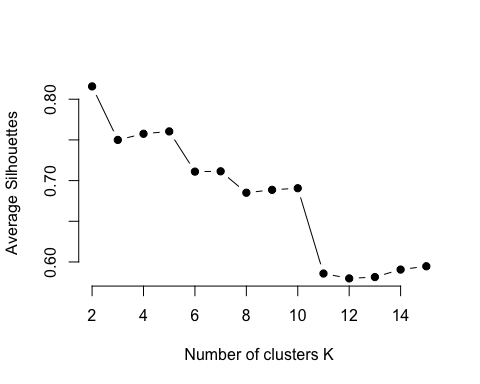 0.80
0.70
0.60
Average Silhouettes
2 4 6 8 10 12 14
Number of clusters K